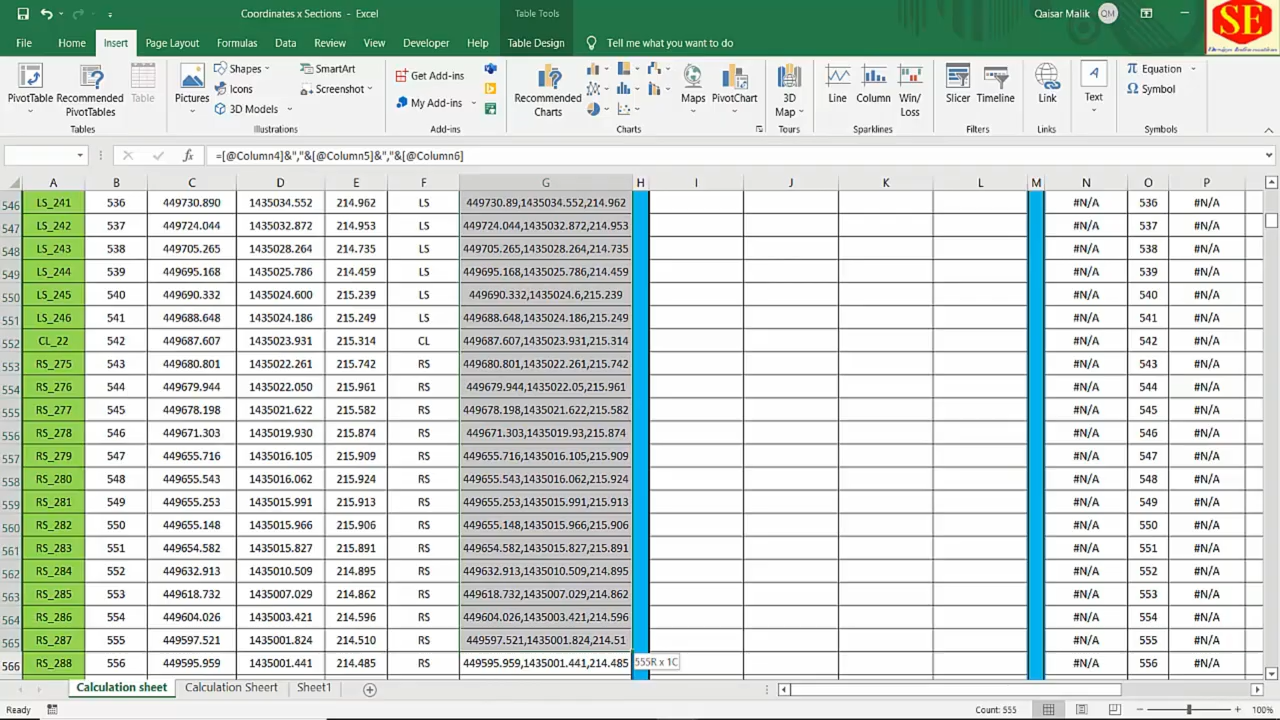 Coordinates x Sections - Excel
Table Tools
Qaisar Malik
QM
SE
File Home Insert Page Layout Formulas Data Review View Developer Help Table Design Tell me what you want to do
PivotTable
Recommended PivotTables
Table
Tables
Pictures
Shapes
Icons
3D Models
SmartArt
Screenshot
Illustrations
Get Add-ins
My Add-ins
Add-ins
Recommended Charts
Maps
PivotChart
Charts
3D Map
Tours
Line
Column
Win/ Loss
Sparklines
Slicer
Timeline
Filters
Link
Links
A
Text
π Equation
Ω Symbol
Symbols
fx =[@Column4]&","&[@Column5]&","&[@Column6]
A B C D E F G H I J K L M N O P
546 LS_241 536 449730.890 1435034.552 214.962 LS 449730.89,1435034.552,214.962 #N/A 536 #N/A
547 LS_242 537 449724.044 1435032.872 214.953 LS 449724.044,1435032.872,214.953 #N/A 537 #N/A
548 LS_243 538 449705.265 1435028.264 214.735 LS 449705.265,1435028.264,214.735 #N/A 538 #N/A
549 LS_244 539 449695.168 1435025.786 214.459 LS 449695.168,1435025.786,214.459 #N/A 539 #N/A
550 LS_245 540 449690.332 1435024.600 215.239 LS 449690.332,1435024.6,215.239 #N/A 540 #N/A
551 LS_246 541 449688.648 1435024.186 215.249 LS 449688.648,1435024.186,215.249 #N/A 541 #N/A
552 CL_22 542 449687.607 1435023.931 215.314 CL 449687.607,1435023.931,215.314 #N/A 542 #N/A
553 RS_275 543 449680.801 1435022.261 215.742 RS 449680.801,1435022.261,215.742 #N/A 543 #N/A
554 RS_276 544 449679.944 1435022.050 215.961 RS 449679.944,1435022.05,215.961 #N/A 544 #N/A
555 RS_277 545 449678.198 1435021.622 215.582 RS 449678.198,1435021.622,215.582 #N/A 545 #N/A
556 RS_278 546 449671.303 1435019.930 215.874 RS 449671.303,1435019.93,215.874 #N/A 546 #N/A
557 RS_279 547 449655.716 1435016.105 215.909 RS 449655.716,1435016.105,215.909 #N/A 547 #N/A
558 RS_280 548 449655.543 1435016.062 215.924 RS 449655.543,1435016.062,215.924 #N/A 548 #N/A
559 RS_281 549 449655.253 1435015.991 215.913 RS 449655.253,1435015.991,215.913 #N/A 549 #N/A
560 RS_282 550 449655.148 1435015.966 215.906 RS 449655.148,1435015.966,215.906 #N/A 550 #N/A
561 RS_283 551 449654.582 1435015.827 215.891 RS 449654.582,1435015.827,215.891 #N/A 551 #N/A
562 RS_284 552 449632.913 1435010.509 214.895 RS 449632.913,1435010.509,214.895 #N/A 552 #N/A
563 RS_285 553 449618.732 1435007.029 214.862 RS 449618.732,1435007.029,214.862 #N/A 553 #N/A
564 RS_286 554 449604.026 1435003.421 214.596 RS 449604.026,1435003.421,214.596 #N/A 554 #N/A
565 RS_287 555 449597.521 1435001.824 214.510 RS 449597.521,1435001.824,214.51 #N/A 555 #N/A
566 RS_288 556 449595.959 1435001.441 214.485 RS 449595.959,1435001.441,214.485 555R x 1C #N/A 556 #N/A
Calculation sheet Calculation Sheert Sheet1
Ready Count: 555 100%